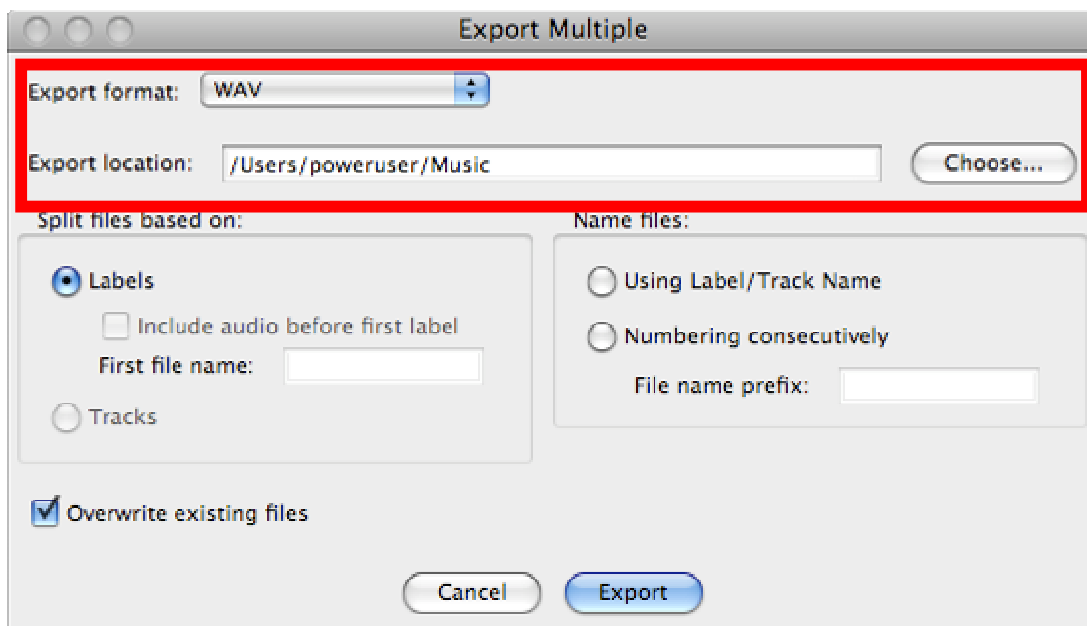 Export Multiple
Export format: WAV
Export location: /Users/poweruser/Music Choose...
Split files based on:
Labels
Include audio before first label
First file name:
Tracks
Name files:
Using Label/Track Name
Numbering consecutively
File name prefix:
Overwrite existing files
Cancel Export